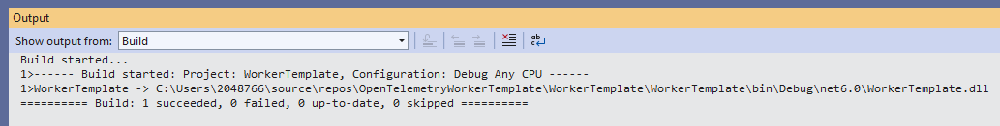 Output
Show output from: Build
Build started...
1>------ Build started: Project: WorkerTemplate, Configuration: Debug Any CPU ------
1>WorkerTemplate -> C:\Users\2048766\source\repos\OpenTelemetryWorkerTemplate\WorkerTemplate\WorkerTemplate\bin\Debug\net6.0\WorkerTemplate.dll
========== Build: 1 succeeded, 0 failed, 0 up-to-date, 0 skipped ==========